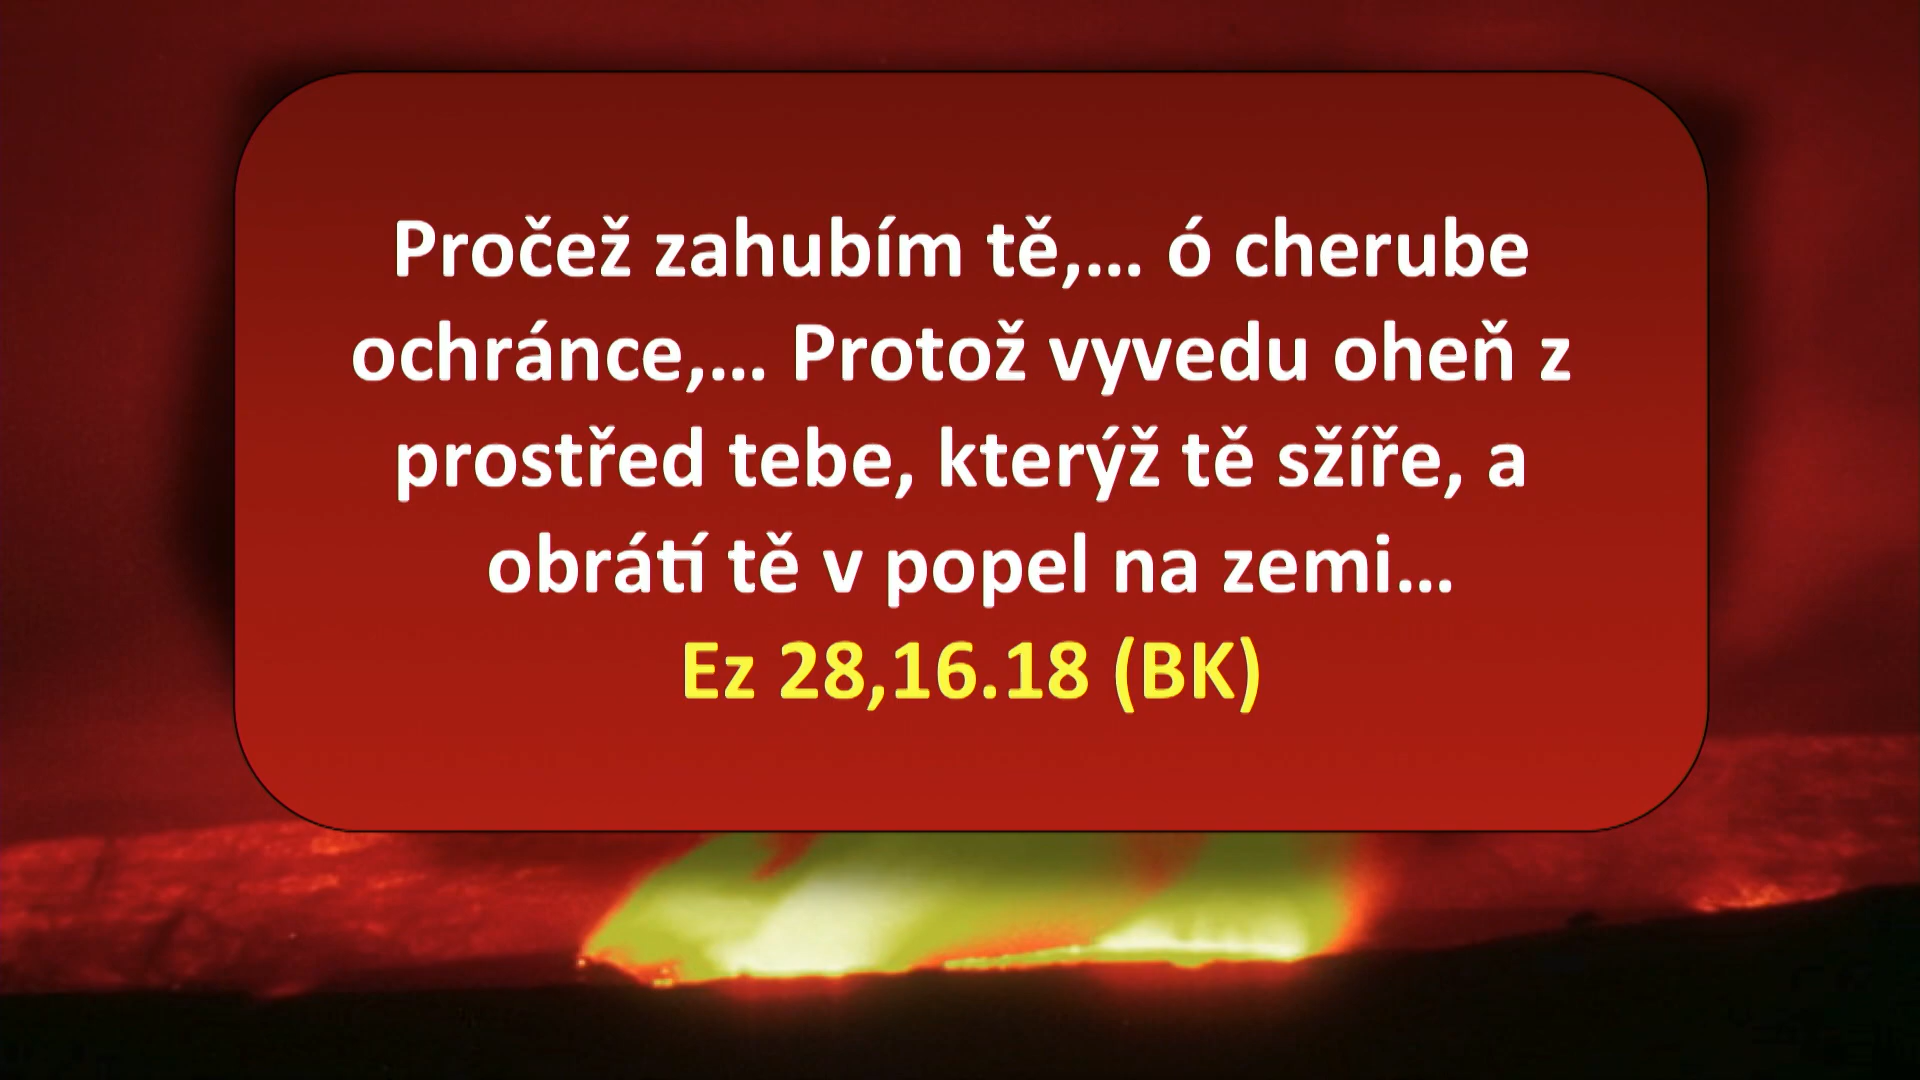 Pročež zahubím tě,... ó cherube
ochránce,... Protož vyvedu oheň z
prostřed tebe, kterýž tě sžíře, a
obrátí tě v popel na zemi...
Ez 28,16.18 (BK)